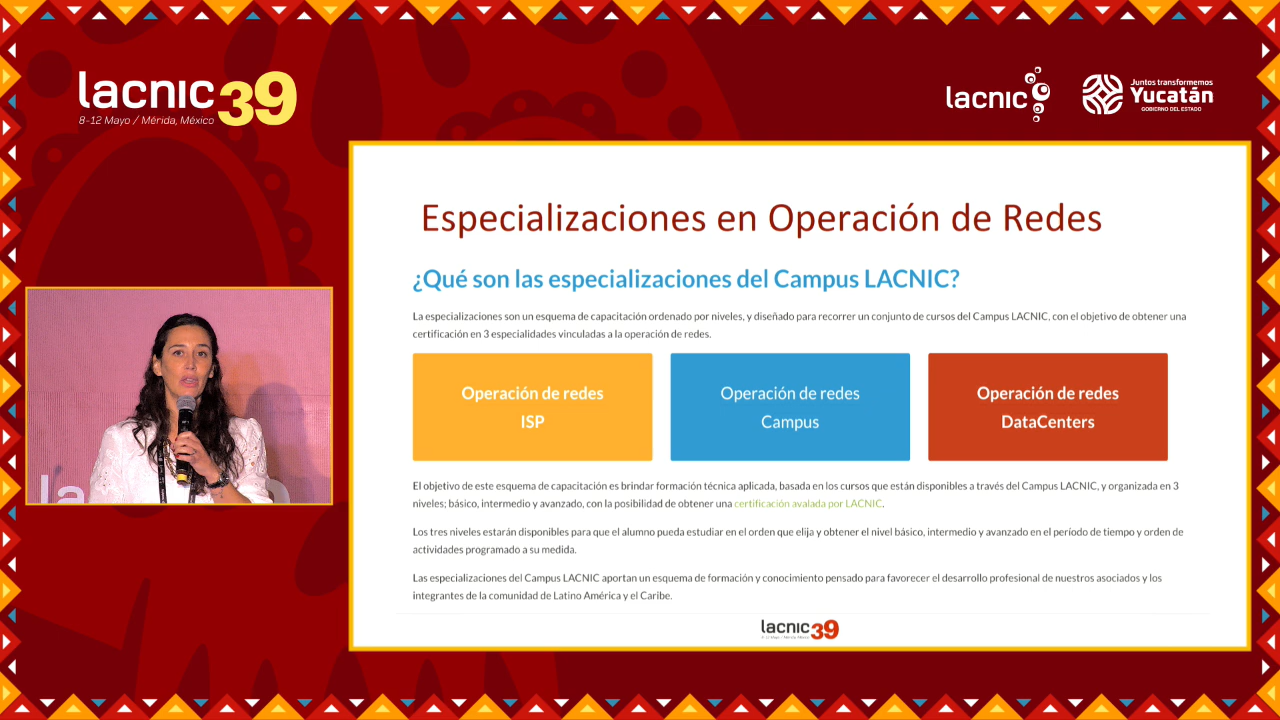 lacnic 39
8-12 Mayo / Mérida, México
lacnic
Juntos transformemos
Yucatán
GOBIERNO DEL ESTADO
Especializaciones en Operación de Redes
¿Qué son las especializaciones del Campus LACNIC?
La especializaciones son un esquema de capacitación ordenado por niveles, y diseñado para recorrer un conjunto de cursos del Campus LACNIC, con el objetivo de obtener una
certificación en 3 especialidades vinculadas a la operación de redes.
Operación de redes
ISP
Operación de redes
Campus
Operación de redes
DataCenters
El objetivo de este esquema de capacitación es brindar formación técnica aplicada, basada en los cursos que están disponibles a través del Campus LACNIC, y organizada en 3
niveles; básico, intermedio y avanzado, con la posibilidad de obtener una certificación avalada por LACNIC.
Los tres niveles estarán disponibles para que el alumno pueda estudiar en el orden que elija y obtener el nivel básico, intermedio y avanzado en el período de tiempo y orden de
actividades programado a su medida.
Las especializaciones del Campus LACNIC aportan un esquema de formación y conocimiento pensado para favorecer el desarrollo profesional de nuestros asociados y los
integrantes de la comunidad de Latino América y el Caribe.
lacnic 39